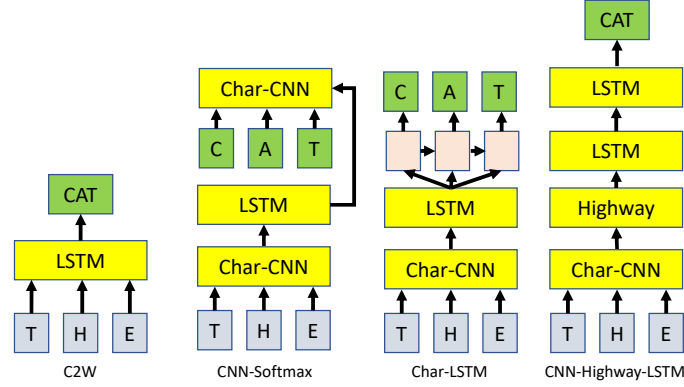 CAT
LSTM
T H E
C2W
Char-CNN
C A T
LSTM
Char-CNN
T H E
CNN-Softmax
C A T
LSTM
Char-CNN
T H E
Char-LSTM
CAT
LSTM
LSTM
Highway
Char-CNN
T H E
CNN-Highway-LSTM